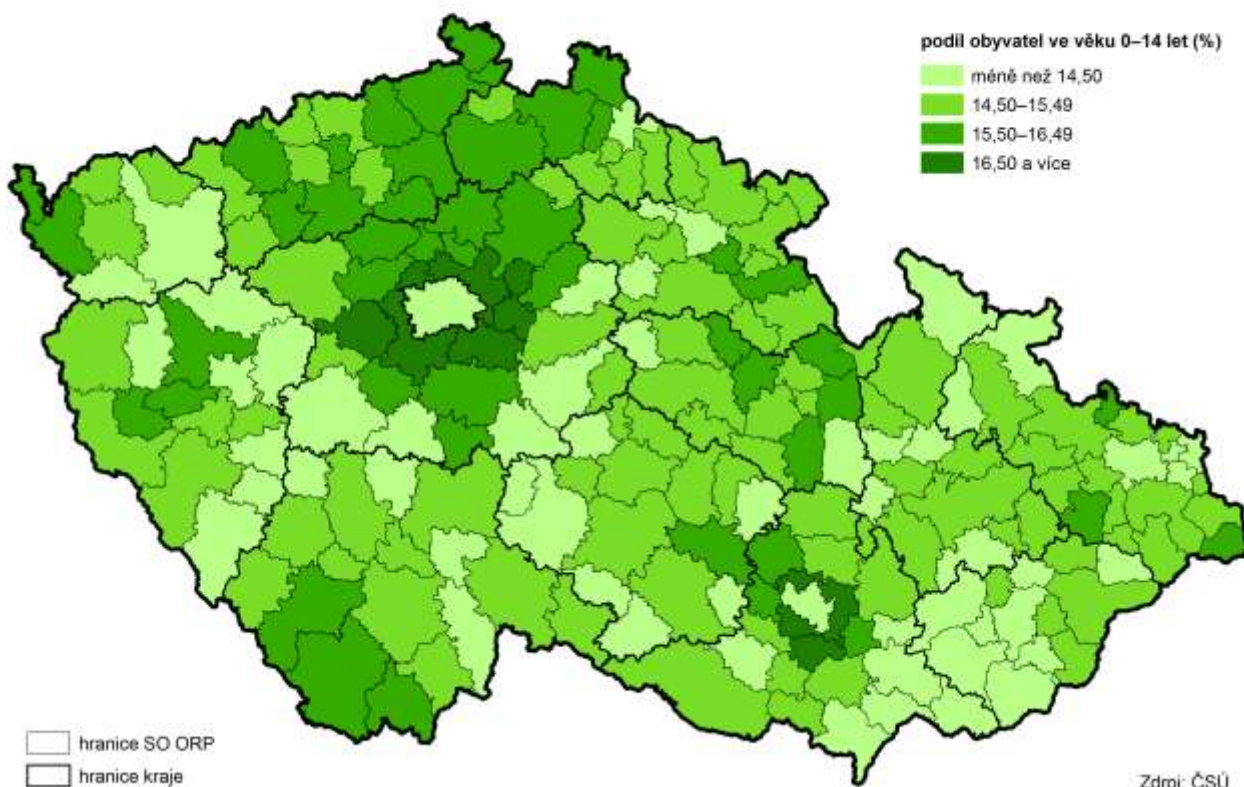 podíl obyvatel ve věku 0–14 let (%)
méně než 14,50
14,50–15,49
15,50–16,49
16,50 a více
hranice SO ORP
hranice kraje
Zdroj: ČSÚ